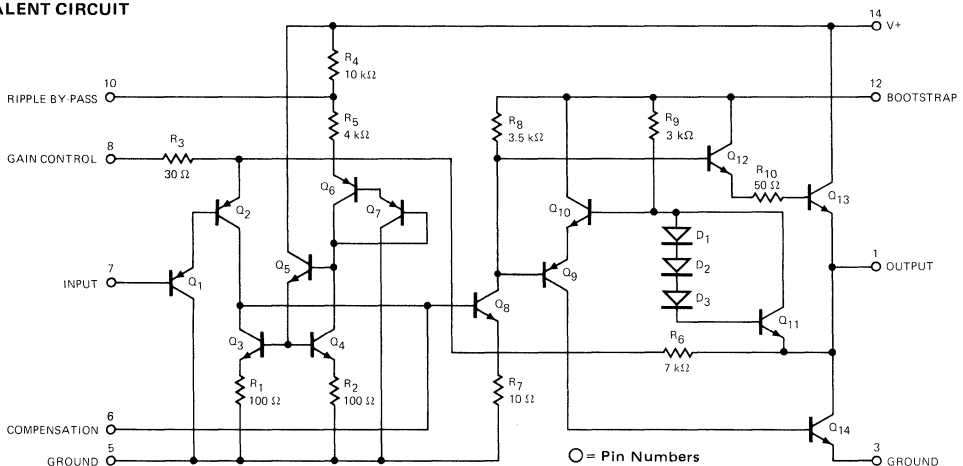 ALENT CIRCUIT
14
V+
R4
10 kΩ
10
RIPPLE BY-PASS
12
BOOTSTRAP
R5
4 kΩ
R8
3.5 kΩ
R9
3 kΩ
8
GAIN CONTROL
R3
30 Ω
Q12
R10
50 Ω
Q13
Q6
Q7
Q2
Q10
D1
D2
D3
1
OUTPUT
7
INPUT
Q1
Q5
Q9
Q8
Q11
Q3
Q4
R6
7 kΩ
R1
100 Ω
R2
100 Ω
R7
10 Ω
6
COMPENSATION
Q14
5
GROUND
O = Pin Numbers
3
GROUND